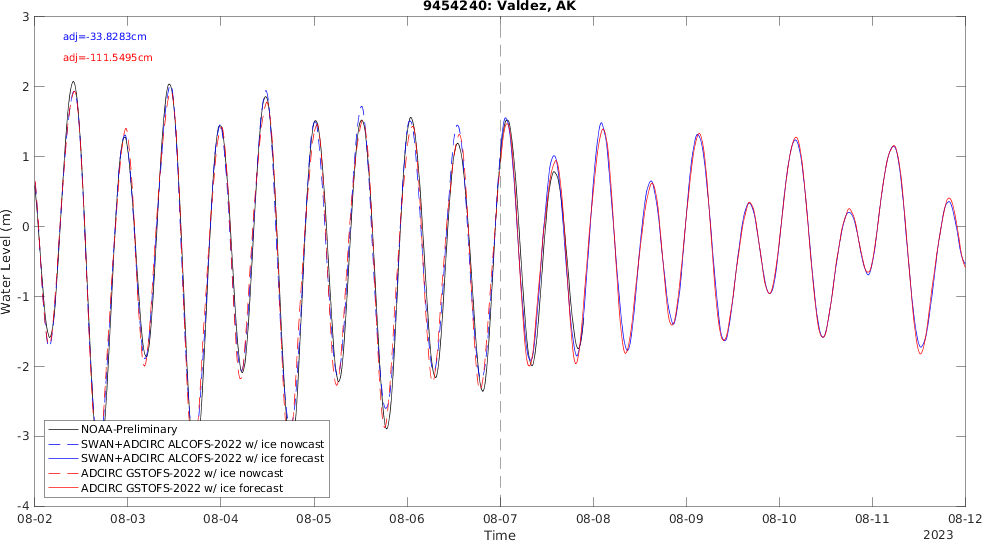 9454240: Valdez, AK
adj=-33.8283cm
adj=-111.5495cm
3
2
1
0
-1
-2
-3
-4
Water Level (m)
NOAA-Preliminary
SWAN+ADCIRC ALCOFS-2022 w/ ice nowcast
SWAN+ADCIRC ALCOFS-2022 w/ ice forecast
ADCIRC GSTOFS-2022 w/ ice nowcast
ADCIRC GSTOFS-2022 w/ ice forecast
08-02 08-03 08-04 08-05 08-06 08-07 08-08 08-09 08-10 08-11 08-12
Time
2023